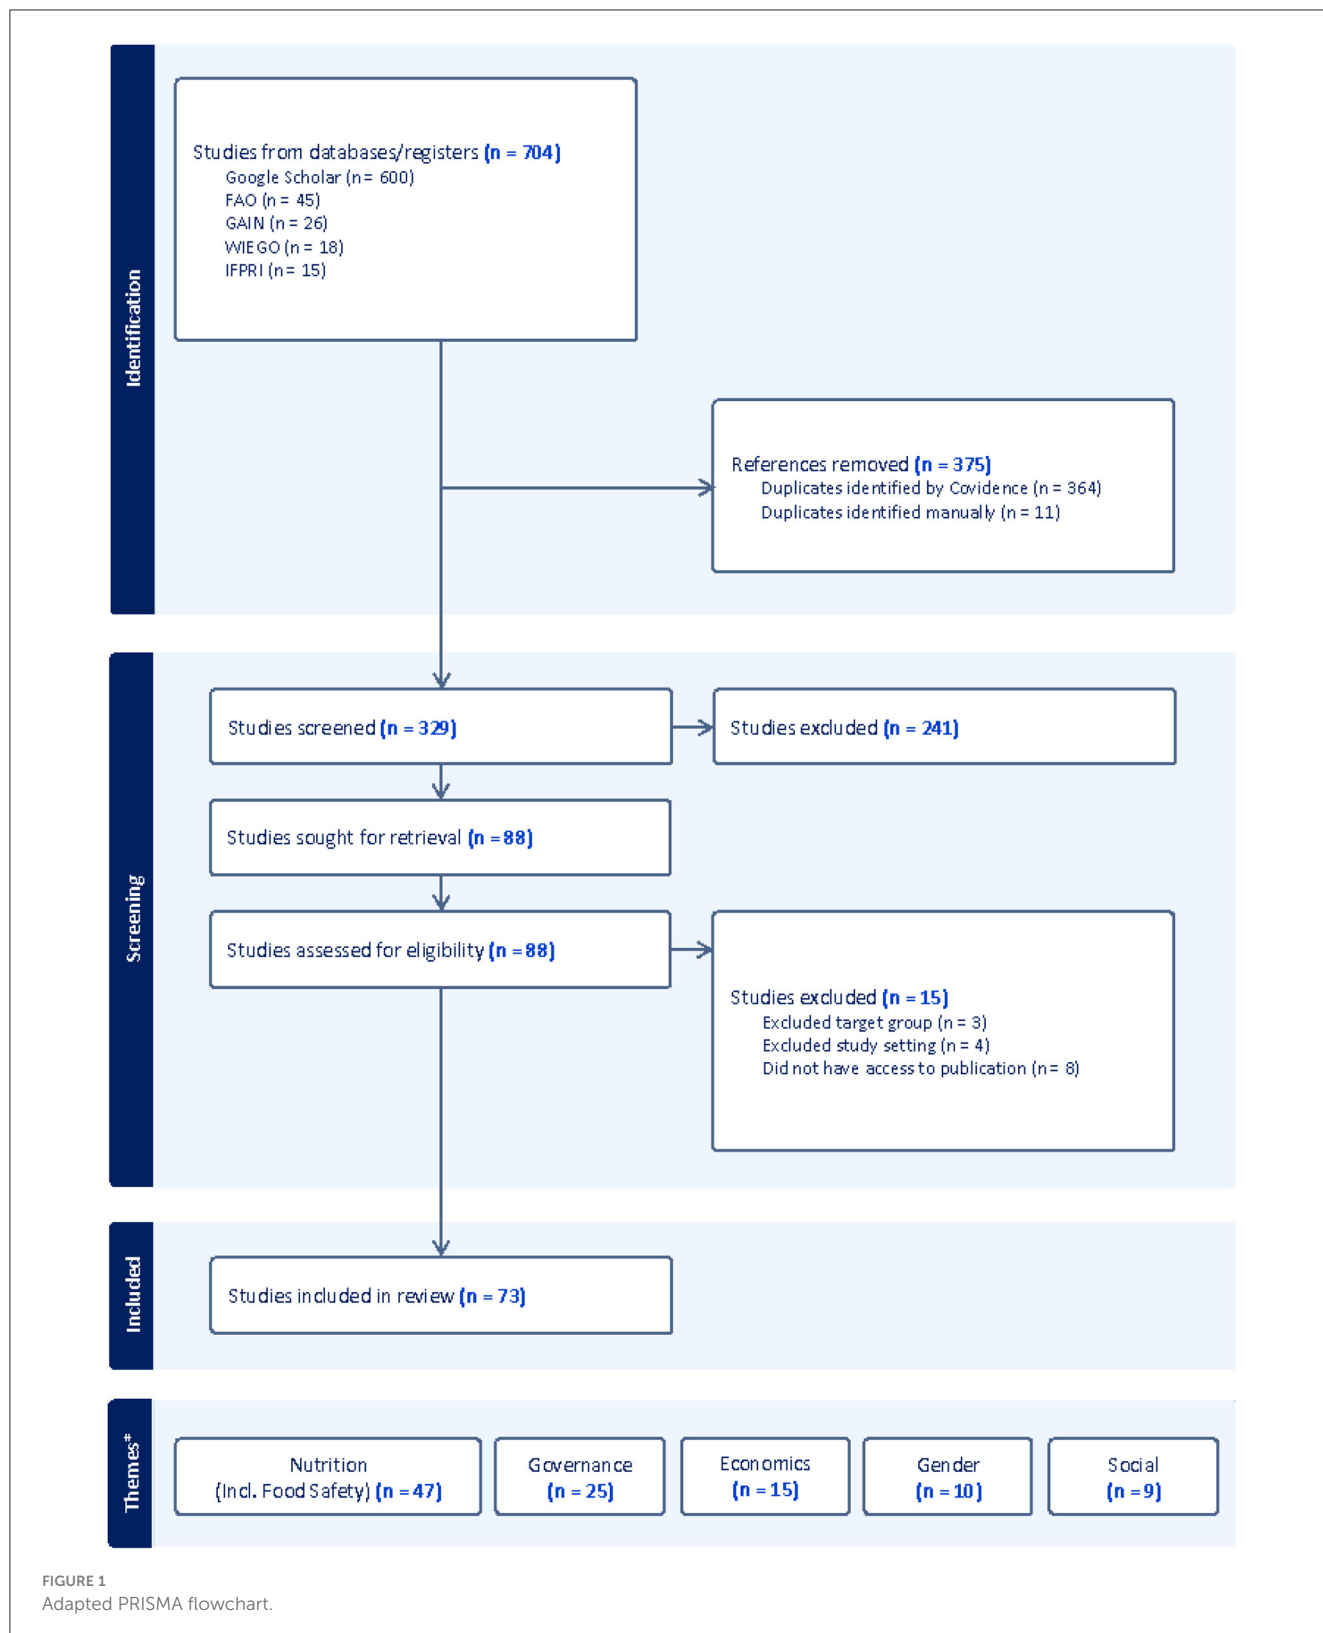 Identification
Studies from databases/registers (n = 704)
Google Scholar (n = 600)
FAO (n = 45)
GAIN (n = 26)
WIEGO (n = 18)
IFPRI (n = 15)
References removed (n = 375)
Duplicates identified by Covidence (n = 364)
Duplicates identified manually (n = 11)
Screening
Studies screened (n = 329)
Studies excluded (n = 241)
Studies sought for retrieval (n = 88)
Studies assessed for eligibility (n = 88)
Studies excluded (n = 15)
Excluded target group (n = 3)
Excluded study setting (n = 4)
Did not have access to publication (n = 8)
Included
Studies included in review (n = 73)
Themes*
Nutrition
(Incl. Food Safety) (n = 47)
Governance
(n = 25)
Economics
(n = 15)
Gender
(n = 10)
Social
(n = 9)
FIGURE 1
Adapted PRISMA flowchart.